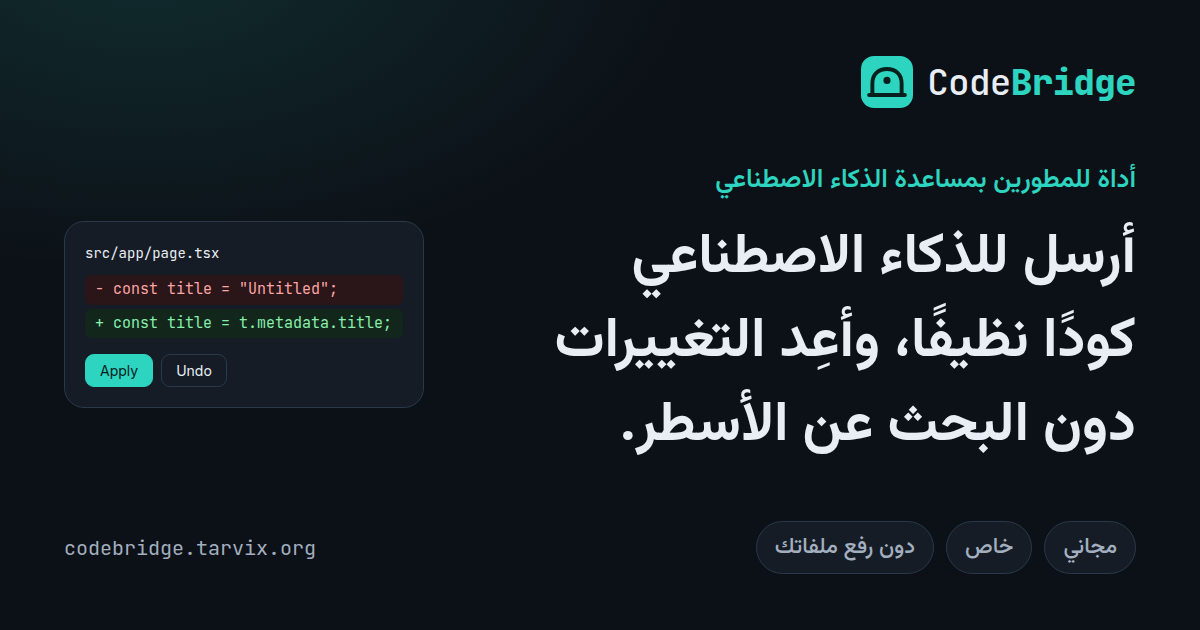 CodeBridge
أداة للمطورين بمساعدة الذكاء الاصطناعي
أرسل للذكاء الاصطناعي
كودًا نظيفًا، وأعِد التغييرات
دون البحث عن الأسطر.
src/app/page.tsx
- const title = "Untitled";
+ const title = t.metadata.title;
Apply Undo
مجاني خاص دون رفع ملفاتك
codebridge.tarvix.org